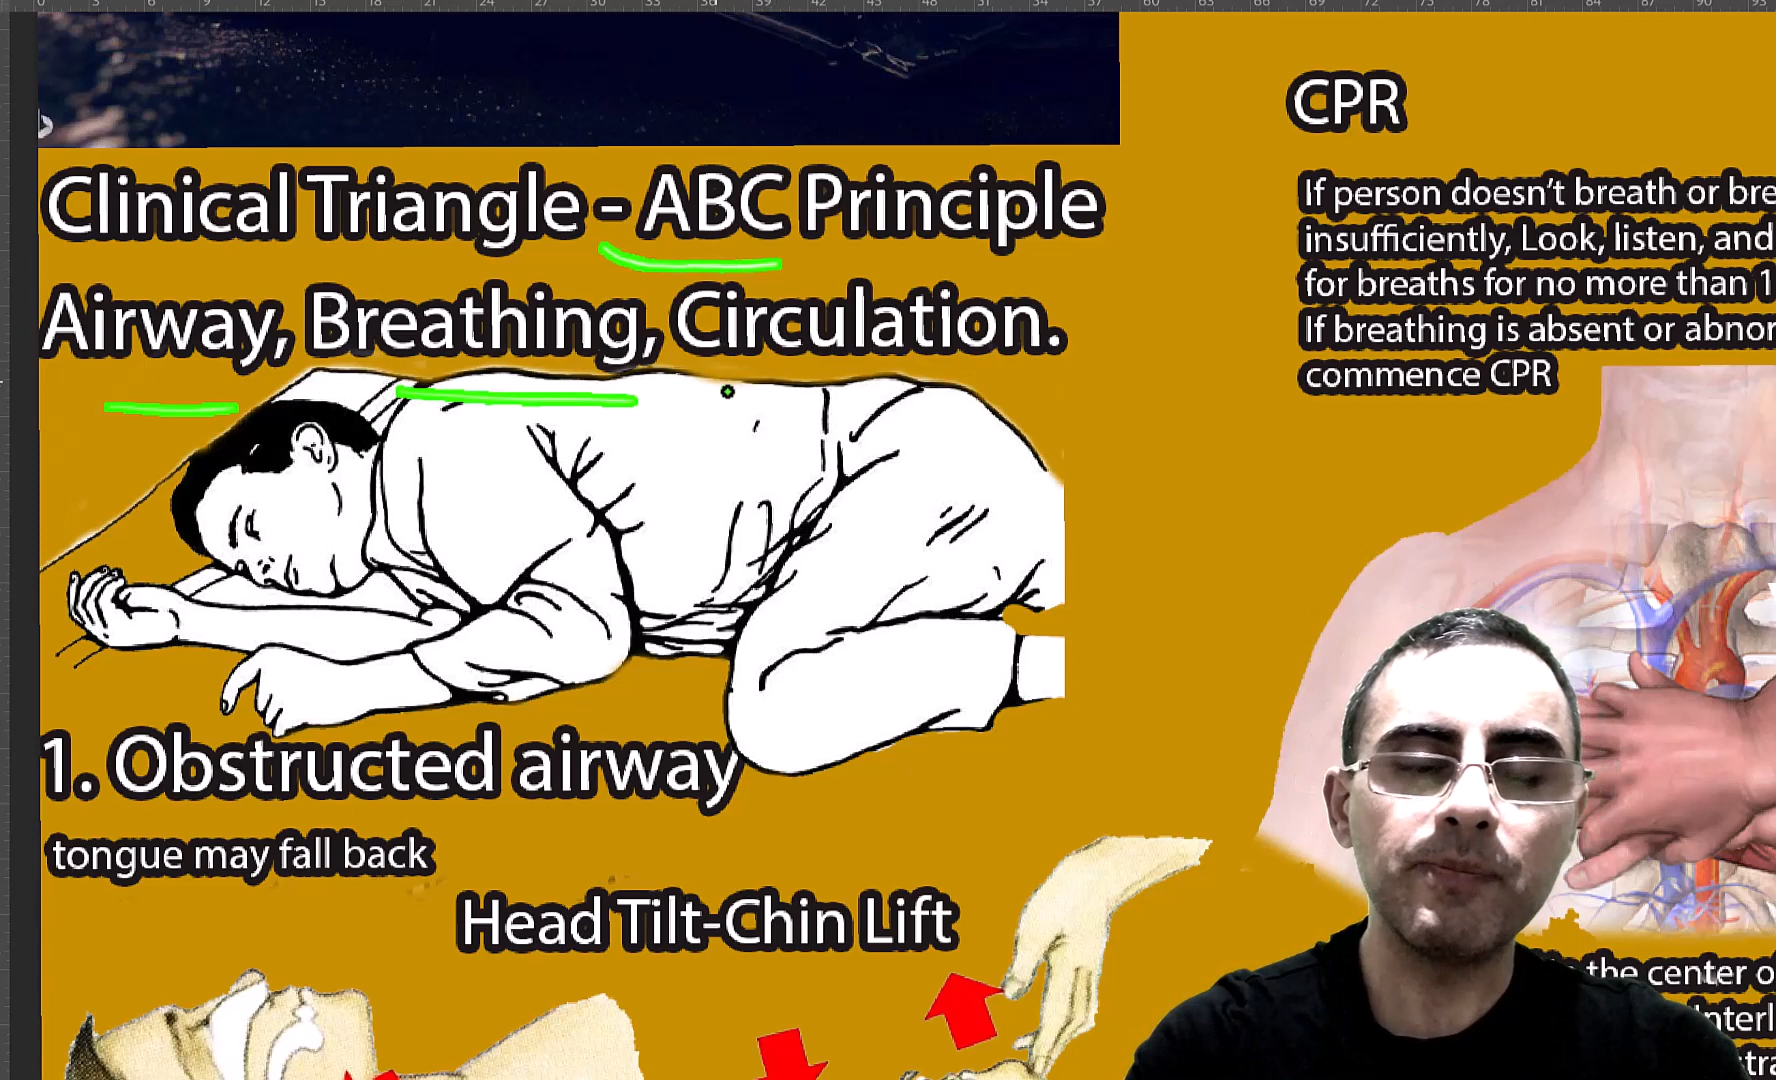 Clinical Triangle - ABC Principle
Airway, Breathing, Circulation.
1. Obstructed airway
tongue may fall back
Head Tilt-Chin Lift
CPR
If person doesn't breath or bre
insufficiently, Look, listen, and
for breaths for no more than 1
If breathing is absent or abnor
commence CPR
the center o